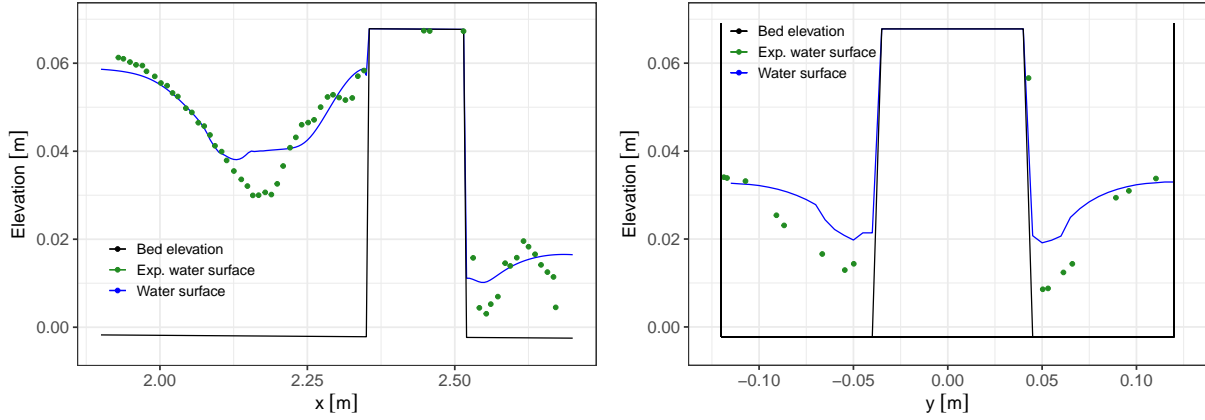 0.06
0.04
0.02
0.00
Elevation [m]
Bed elevation
Exp. water surface
Water surface
2.00
2.25
2.50
x [m]
0.06
0.04
0.02
0.00
Elevation [m]
Bed elevation
Exp. water surface
Water surface
−0.10
−0.05
0.00
0.05
0.10
y [m]